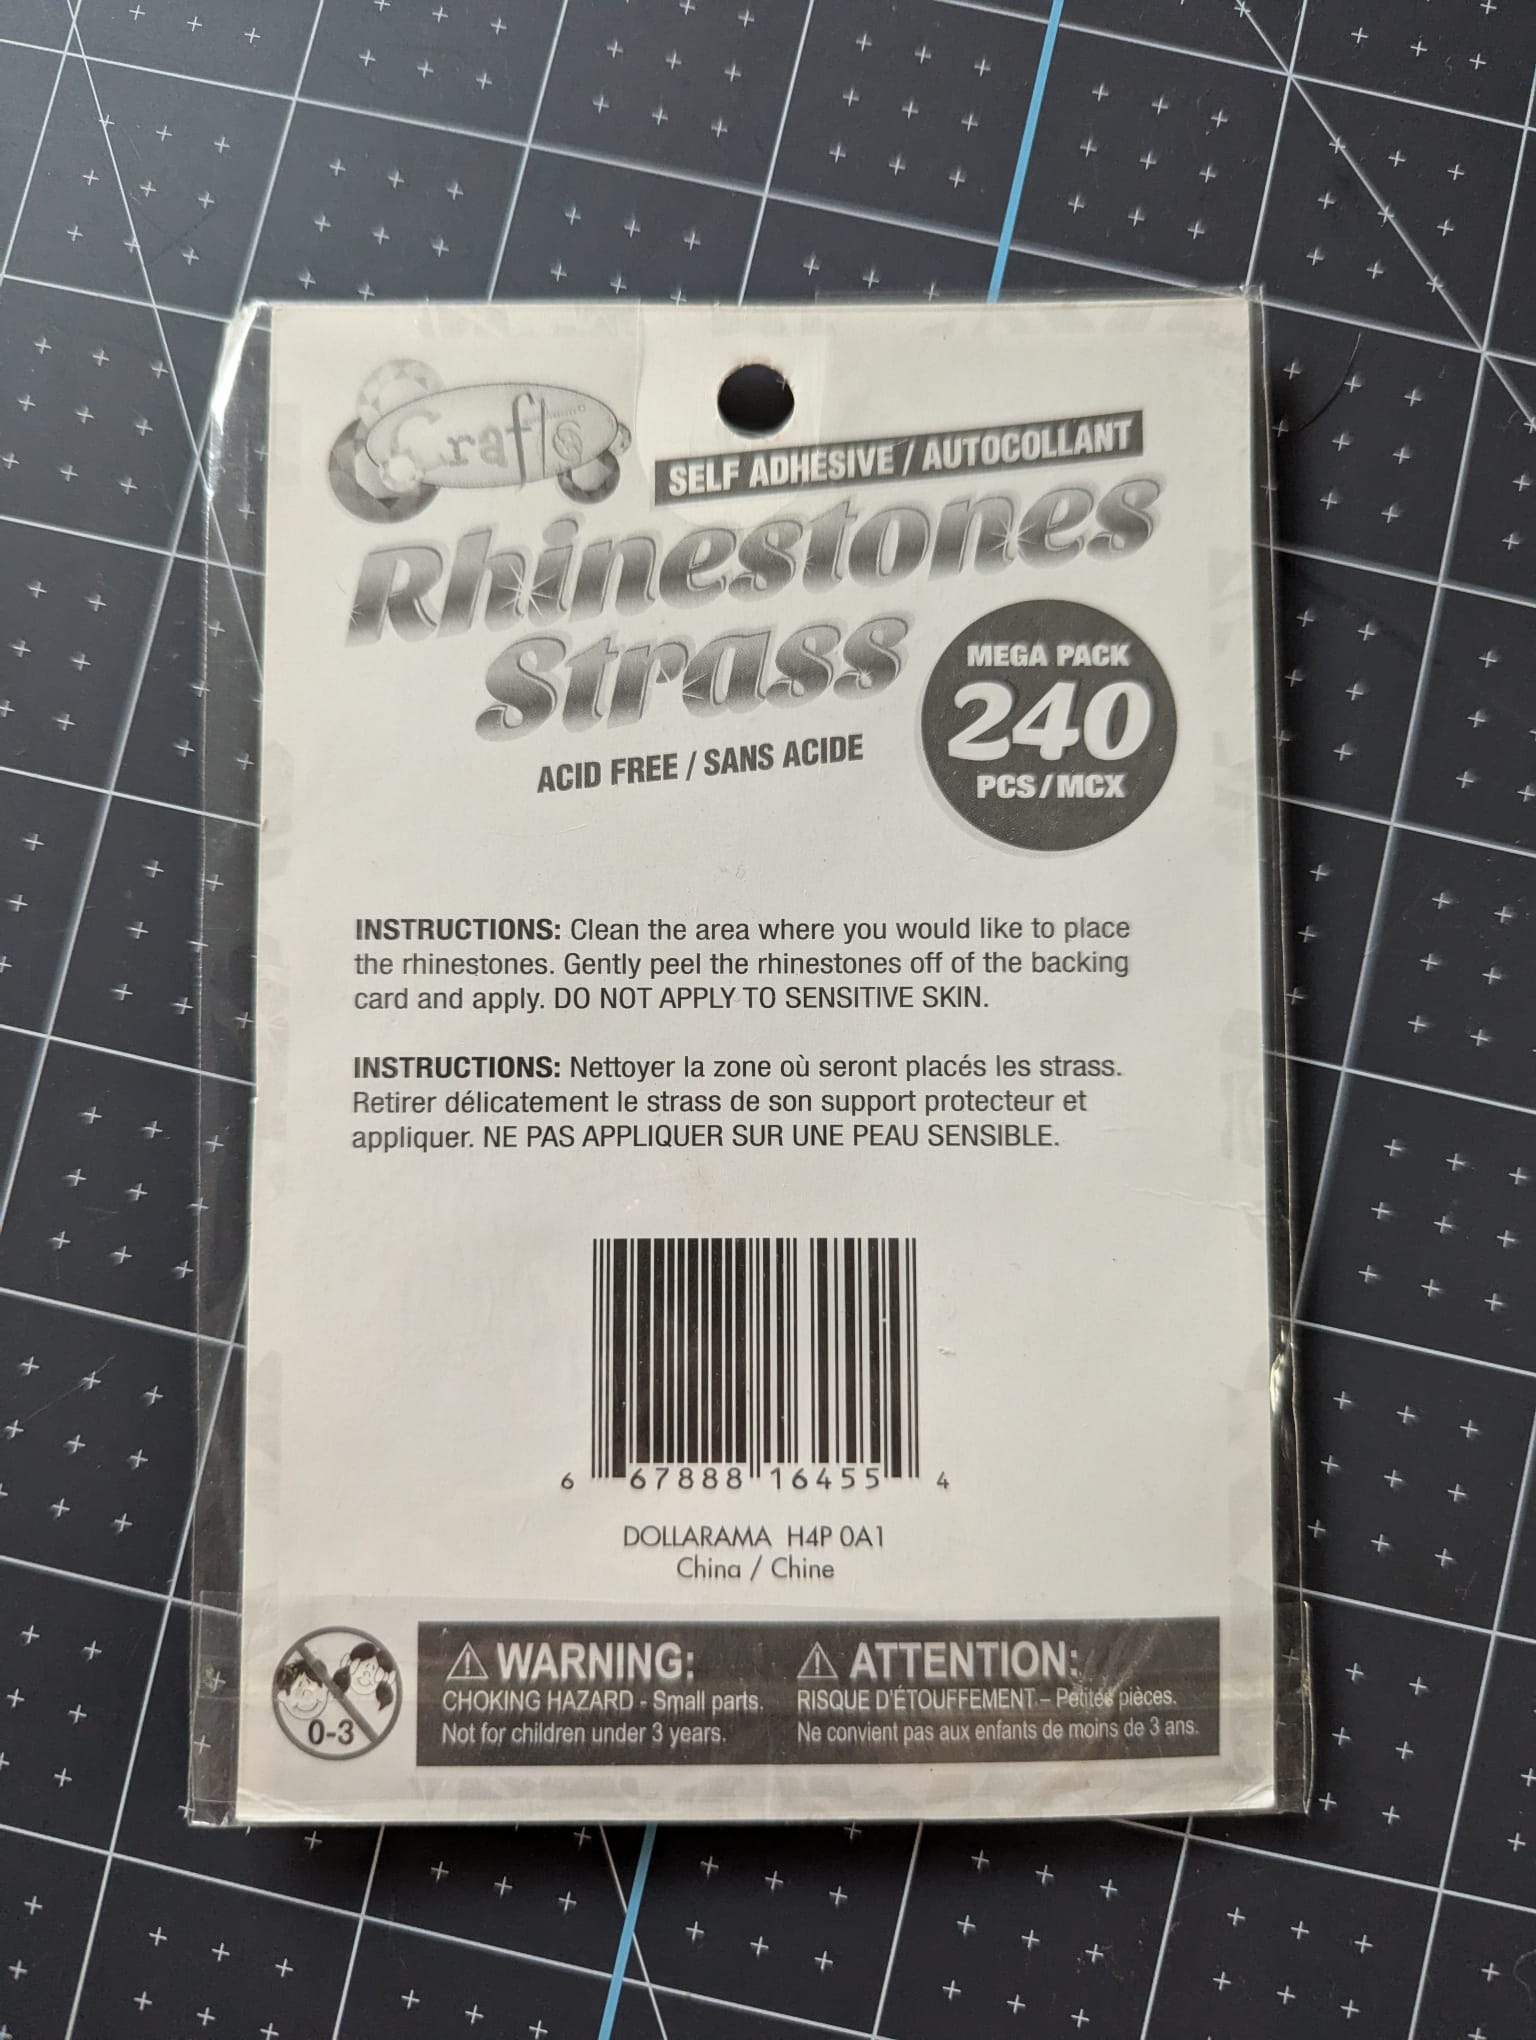 Crafts
SELF ADHESIVE / AUTOCOLLANT
Rhinestones
Strass
ACID FREE / SANS ACIDE
MEGA PACK
240
PCS/MCX
INSTRUCTIONS: Clean the area where you would like to place
the rhinestones. Gently peel the rhinestones off of the backing
card and apply. DO NOT APPLY TO SENSITIVE SKIN.
INSTRUCTIONS: Nettoyer la zone où seront placés les strass.
Retirer délicatement le strass de son support protecteur et
appliquer. NE PAS APPLIQUER SUR UNE PEAU SENSIBLE.
6 67888 16455 4
DOLLARAMA H4P 0A1
China / Chine
0-3
⚠ WARNING:
CHOKING HAZARD - Small parts.
Not for children under 3 years.
⚠ ATTENTION:
RISQUE D'ÉTOUFFEMENT – Petites pièces.
Ne convient pas aux enfants de moins de 3 ans.